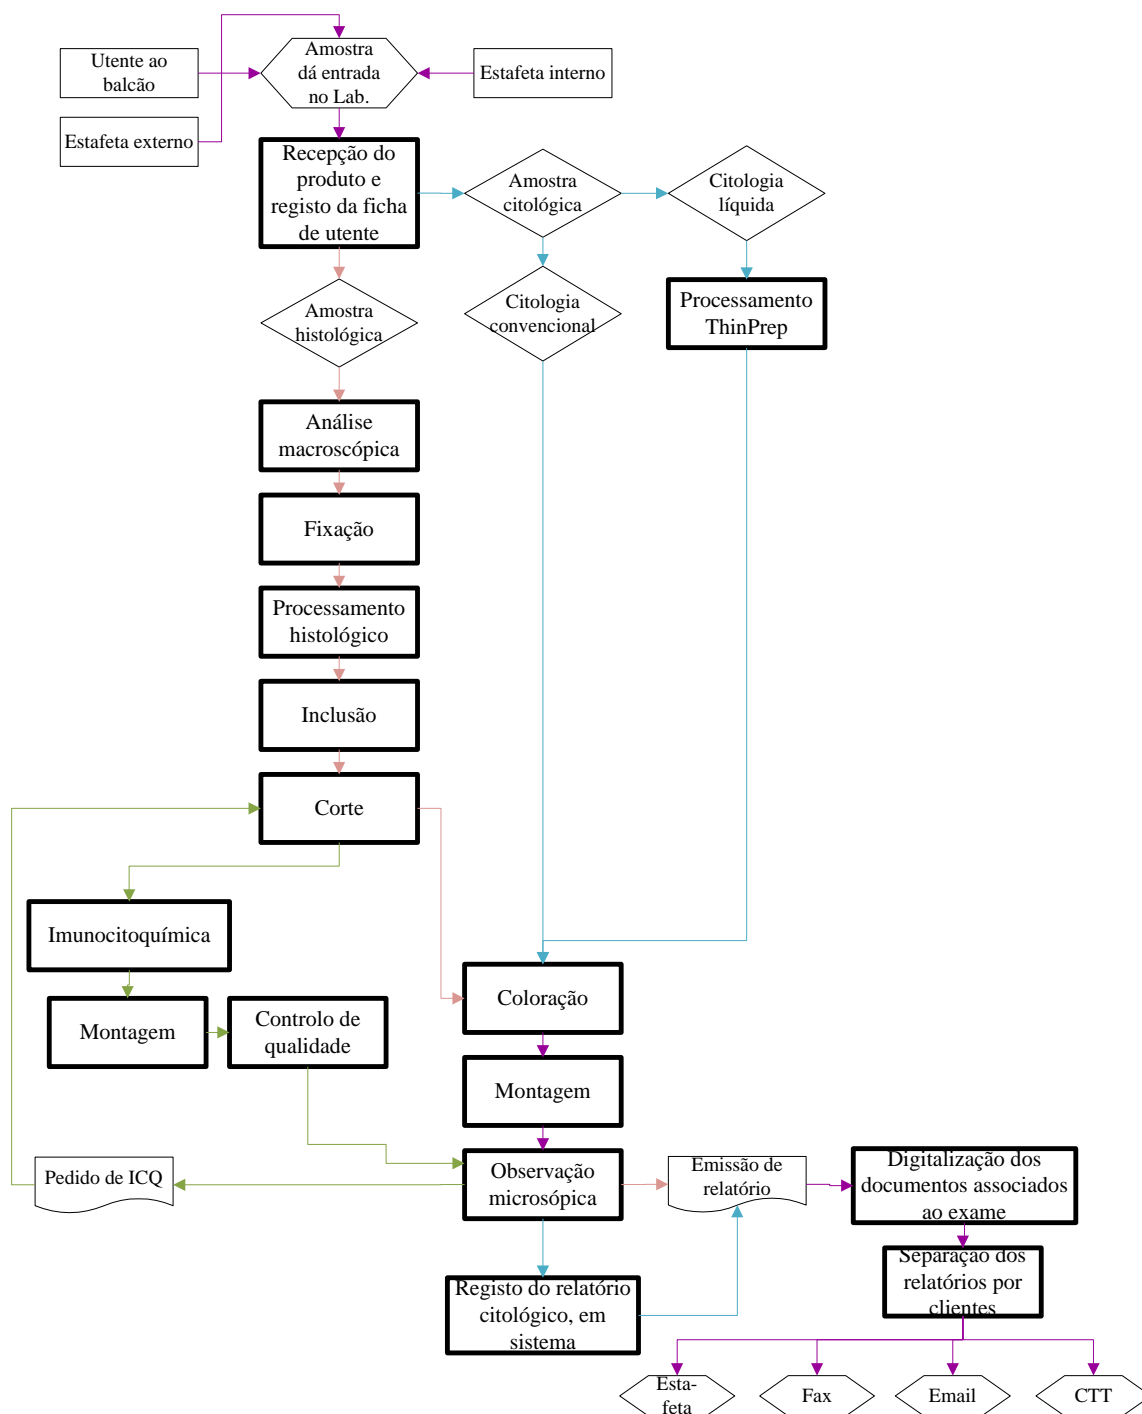 Utente ao
balcão
Amostra
dá entrada
no Lab.
Estafeta interno
Estafeta externo
Recepção do
produto e
registo da ficha
de utente
Amostra
citológica
Citologia
líquida
Amostra
histológica
Citologia
convencional
Processamento
ThinPrep
Análise
macroscópica
Fixação
Processamento
histológico
Inclusão
Corte
Imunocitoquímica
Montagem
Controlo de
qualidade
Coloração
Montagem
Pedido de ICQ
Observação
microsópica
Emissão de
relatório
Digitalização dos
documentos associados
ao exame
Registo do relatório
citológico, em
sistema
Separação dos
relatórios por
clientes
Esta-
feta
Fax
Email
CTT